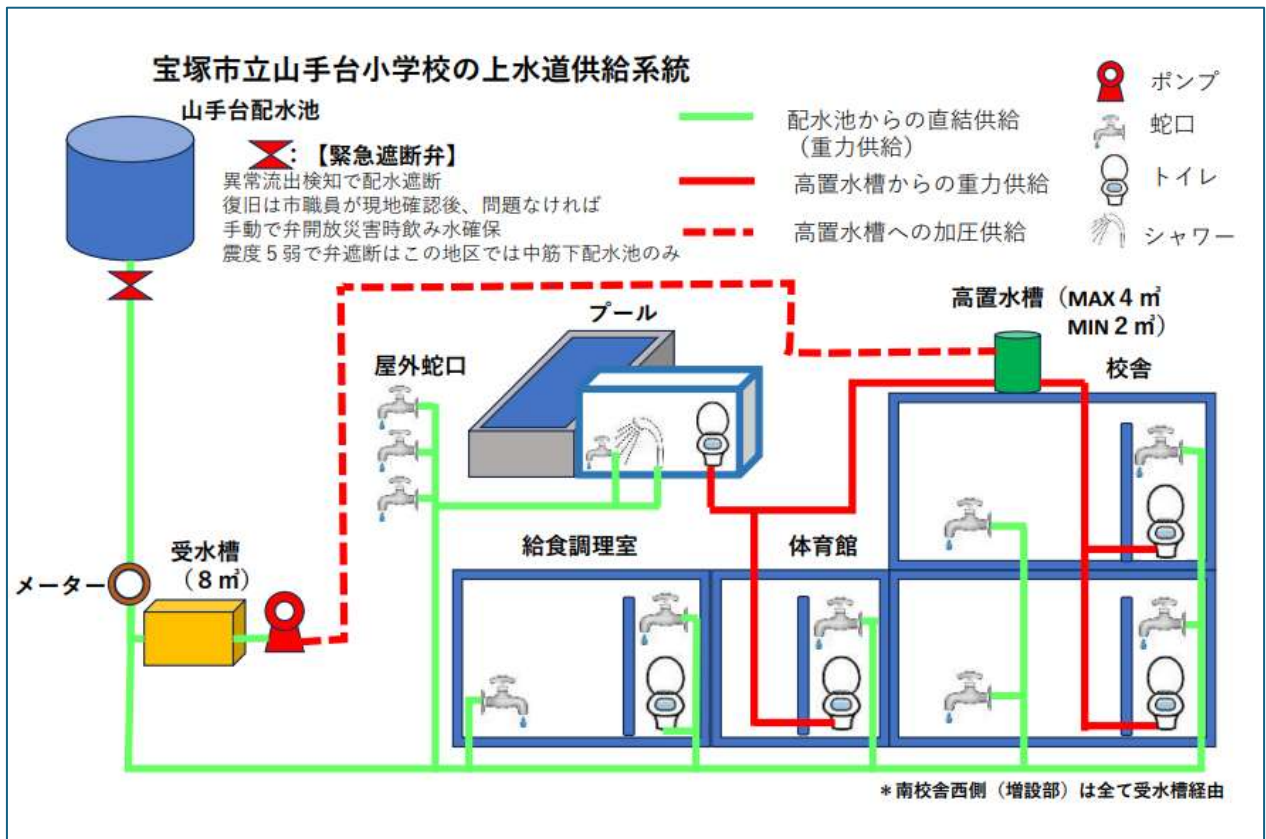 宝塚市立山手台小学校の上水道供給系統
山手台配水池
：【緊急遮断弁】
異常流出検知で配水遮断
復旧は市職員が現地確認後、問題なければ
手動で弁開放災害時飲み水確保
震度５弱で弁遮断はこの地区では中筋下配水池のみ
配水池からの直結供給
（重力供給）
高置水槽からの重力供給
高置水槽への加圧供給
ポンプ
蛇口
トイレ
シャワー
プール
屋外蛇口
高置水槽（MAX４㎥
MIN２㎥）
校舎
給食調理室
体育館
メーター
受水槽
（８㎥）
＊南校舎西側（増設部）は全て受水槽経由